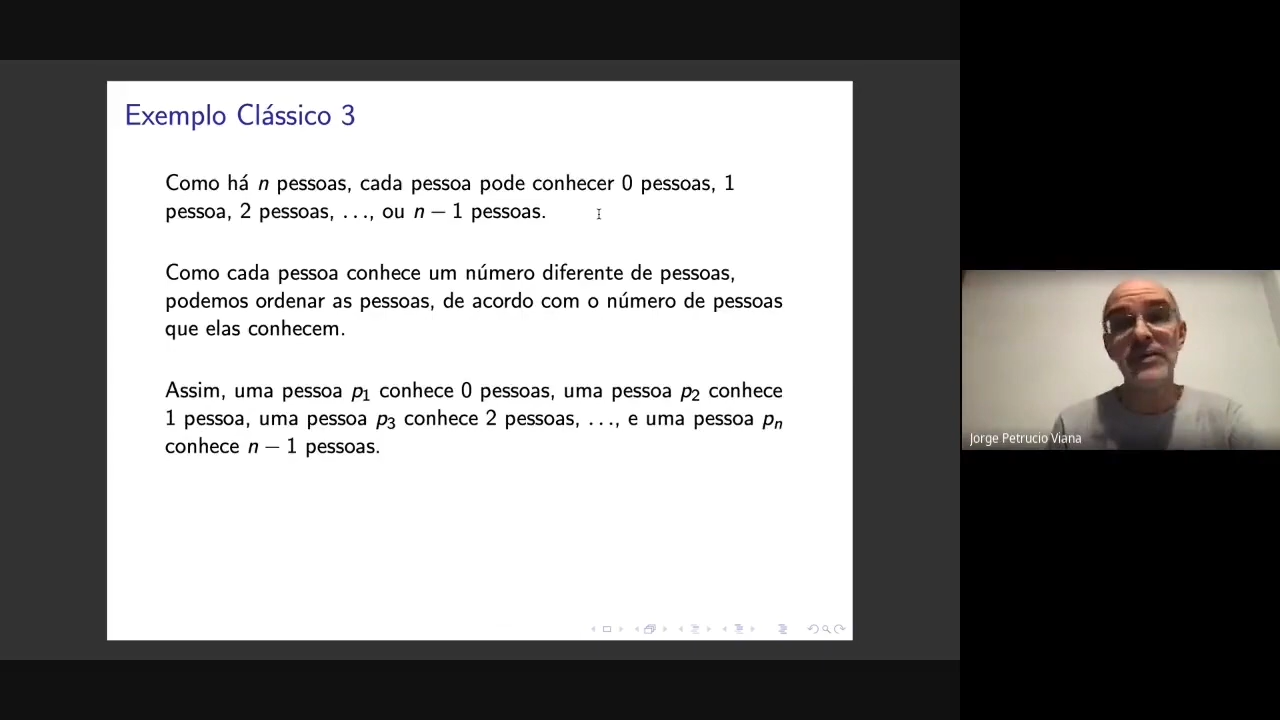 Exemplo Clássico 3
Como há n pessoas, cada pessoa pode conhecer 0 pessoas, 1
pessoa, 2 pessoas, ..., ou n − 1 pessoas.
Como cada pessoa conhece um número diferente de pessoas,
podemos ordenar as pessoas, de acordo com o número de pessoas
que elas conhecem.
Assim, uma pessoa p₁ conhece 0 pessoas, uma pessoa p₂ conhece
1 pessoa, uma pessoa p₃ conhece 2 pessoas, ..., e uma pessoa pₙ
conhece n − 1 pessoas.
Jorge Petrucio Viana